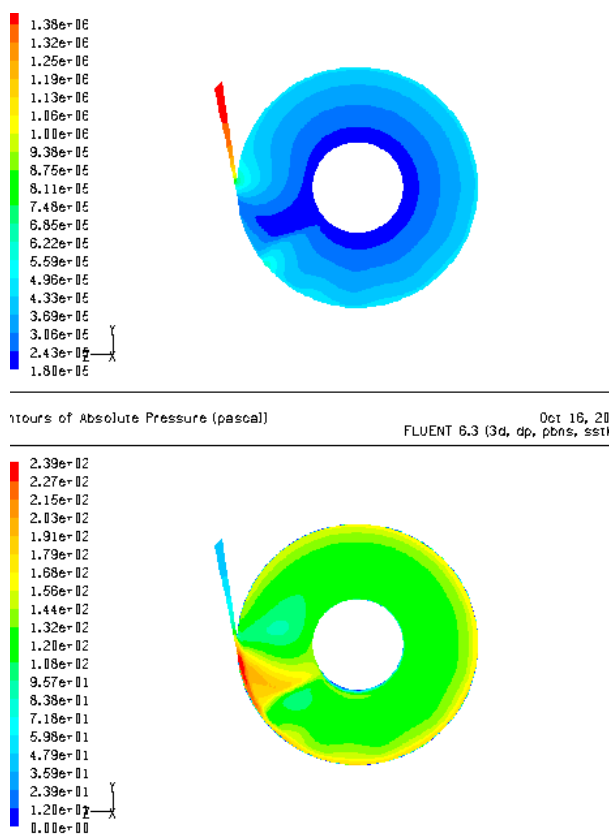 1.38e+06
1.32e+06
1.25e+06
1.19e+06
1.13e+06
1.06e+06
1.00e+06
9.38e+05
8.75e+05
8.11e+05
7.48e+05
6.85e+05
6.22e+05
5.59e+05
4.96e+05
4.33e+05
3.69e+05
3.06e+05
2.43e+05
1.80e+05
Y
Z X
ntours of Absolute Pressure (pascal) Oct 16, 20
FLUENT 6.3 (3d, dp, pbns, sstk
2.39e+02
2.27e+02
2.15e+02
2.03e+02
1.91e+02
1.79e+02
1.68e+02
1.56e+02
1.44e+02
1.32e+02
1.20e+02
1.08e+02
9.57e+01
8.38e+01
7.18e+01
5.98e+01
4.79e+01
3.59e+01
2.39e+01
1.20e+01
0.00e+00
Y
Z X